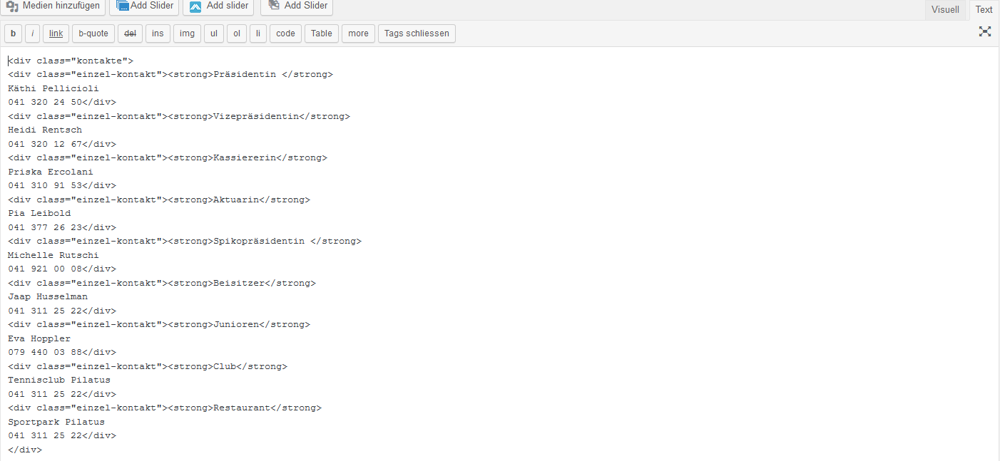 Medien hinzufügen Add Slider Add slider Add Slider Visuell Text
b i link b-quote del ins img ul ol li code Table more Tags schliessen
<div class="kontakte">
<div class="einzel-kontakt"><strong>Präsidentin </strong>
Käthi Pellicioli
041 320 24 50</div>
<div class="einzel-kontakt"><strong>Vizepräsidentin</strong>
Heidi Rentsch
041 320 12 67</div>
<div class="einzel-kontakt"><strong>Kassiererin</strong>
Priska Ercolani
041 310 91 53</div>
<div class="einzel-kontakt"><strong>Aktuarin</strong>
Pia Leibold
041 377 26 23</div>
<div class="einzel-kontakt"><strong>Spikopräsidentin </strong>
Michelle Rutschi
041 921 00 08</div>
<div class="einzel-kontakt"><strong>Beisitzer</strong>
Jaap Husselman
041 311 25 22</div>
<div class="einzel-kontakt"><strong>Junioren</strong>
Eva Hoppler
079 440 03 88</div>
<div class="einzel-kontakt"><strong>Club</strong>
Tennisclub Pilatus
041 311 25 22</div>
<div class="einzel-kontakt"><strong>Restaurant</strong>
Sportpark Pilatus
041 311 25 22</div>
</div>